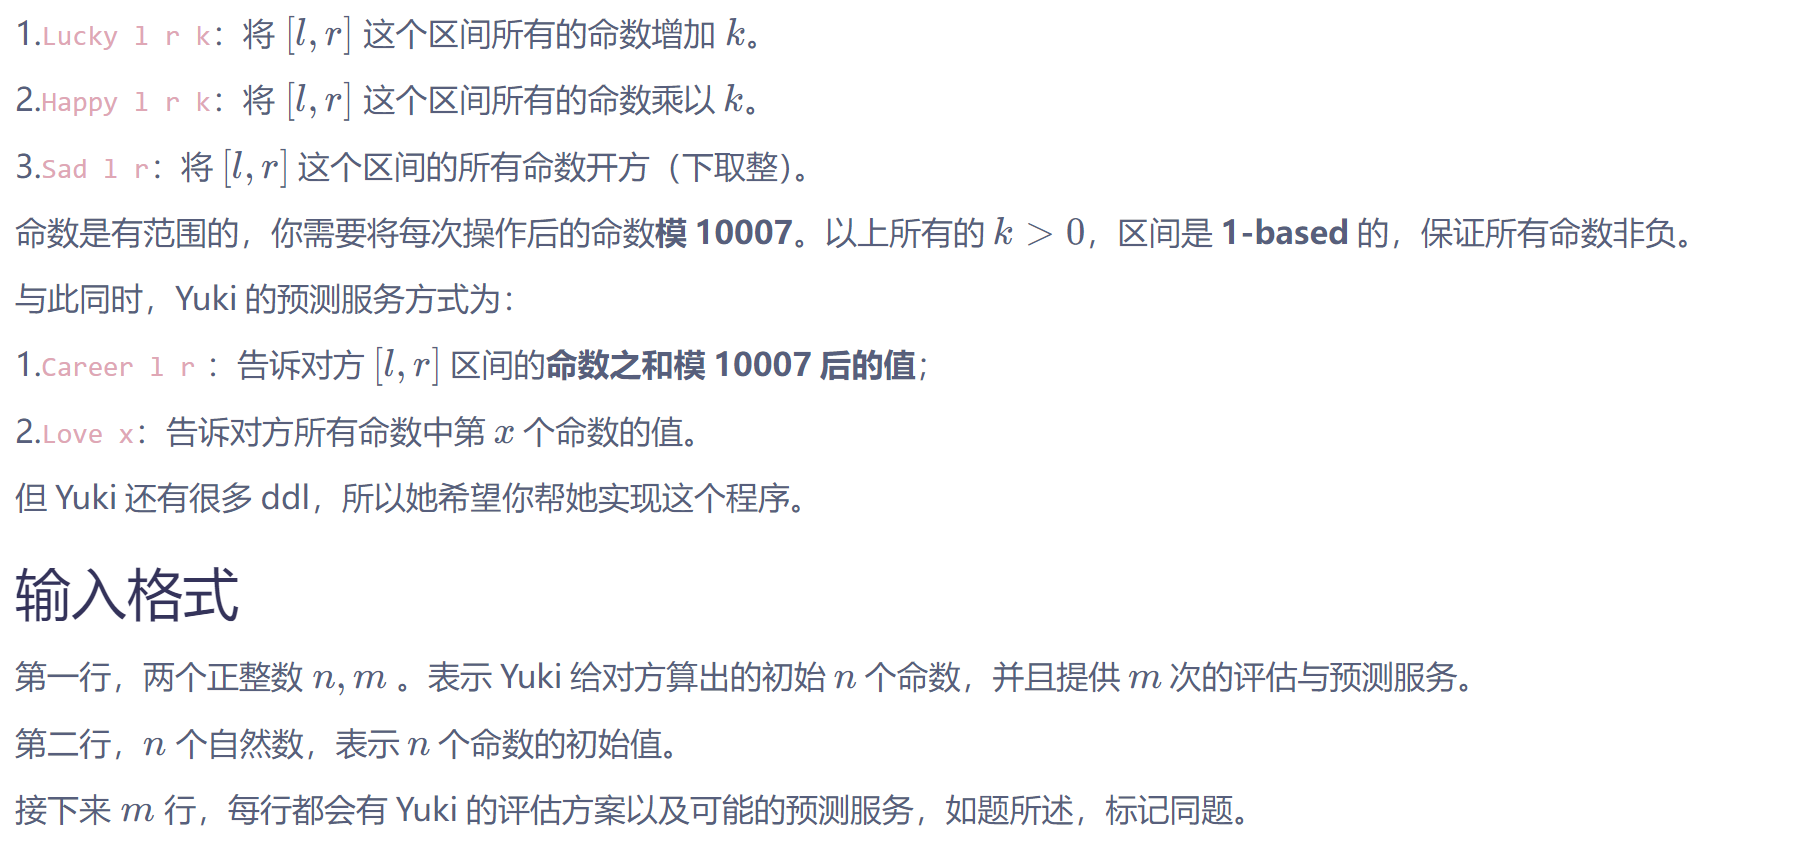 1.Lucky l r k：将 [l, r] 这个区间所有的命数增加 k。
2.Happy l r k：将 [l, r] 这个区间所有的命数乘以 k。
3.Sad l r：将 [l, r] 这个区间的所有命数开方（下取整）。
命数是有范围的，你需要将每次操作后的命数模 10007。以上所有的 k > 0，区间是 1-based 的，保证所有命数非负。
与此同时，Yuki 的预测服务方式为：
1.Career l r ：告诉对方 [l, r] 区间的命数之和模 10007 后的值；
2.Love x：告诉对方所有命数中第 x 个命数的值。
但 Yuki 还有很多 ddl，所以她希望你帮她实现这个程序。
输入格式
第一行，两个正整数 n, m 。表示 Yuki 给对方算出的初始 n 个命数，并且提供 m 次的评估与预测服务。
第二行，n 个自然数，表示 n 个命数的初始值。
接下来 m 行，每行都会有 Yuki 的评估方案以及可能的预测服务，如题所述，标记同题。